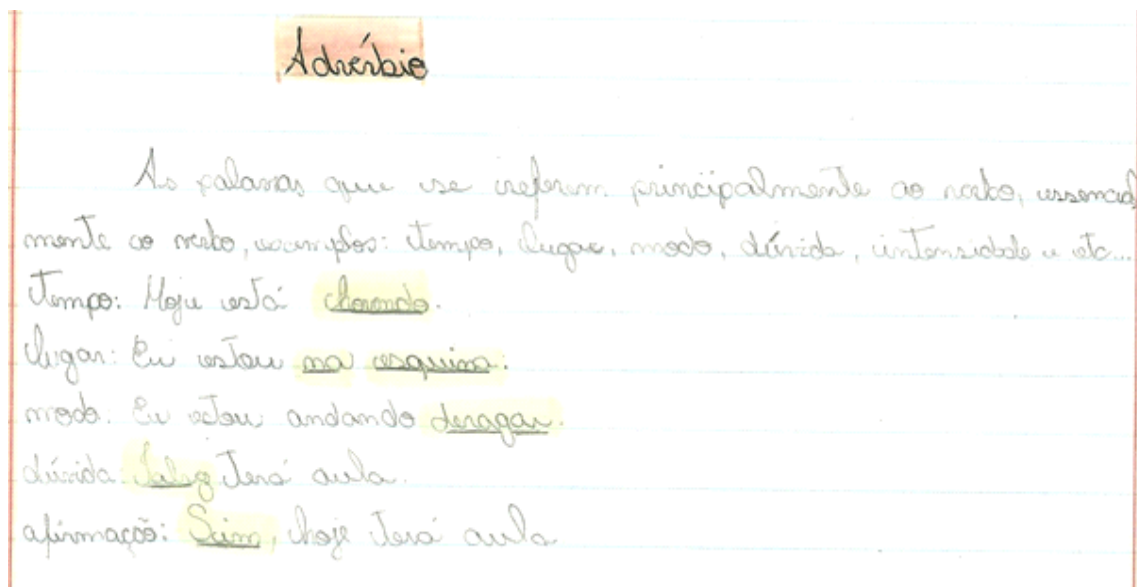 Advérbio
As palavras que se referem principalmente ao verbo, essencial
mente ao verbo, exemplos: tempo, lugar, modo, dúvida, intensidade e etc...
Tempo: Hoje está chovendo.
lugar: Eu estou na esquina.
modo: Eu estou andando devagar.
dúvida: Talvez Terá aula.
afirmação: Sim, hoje Terá aula